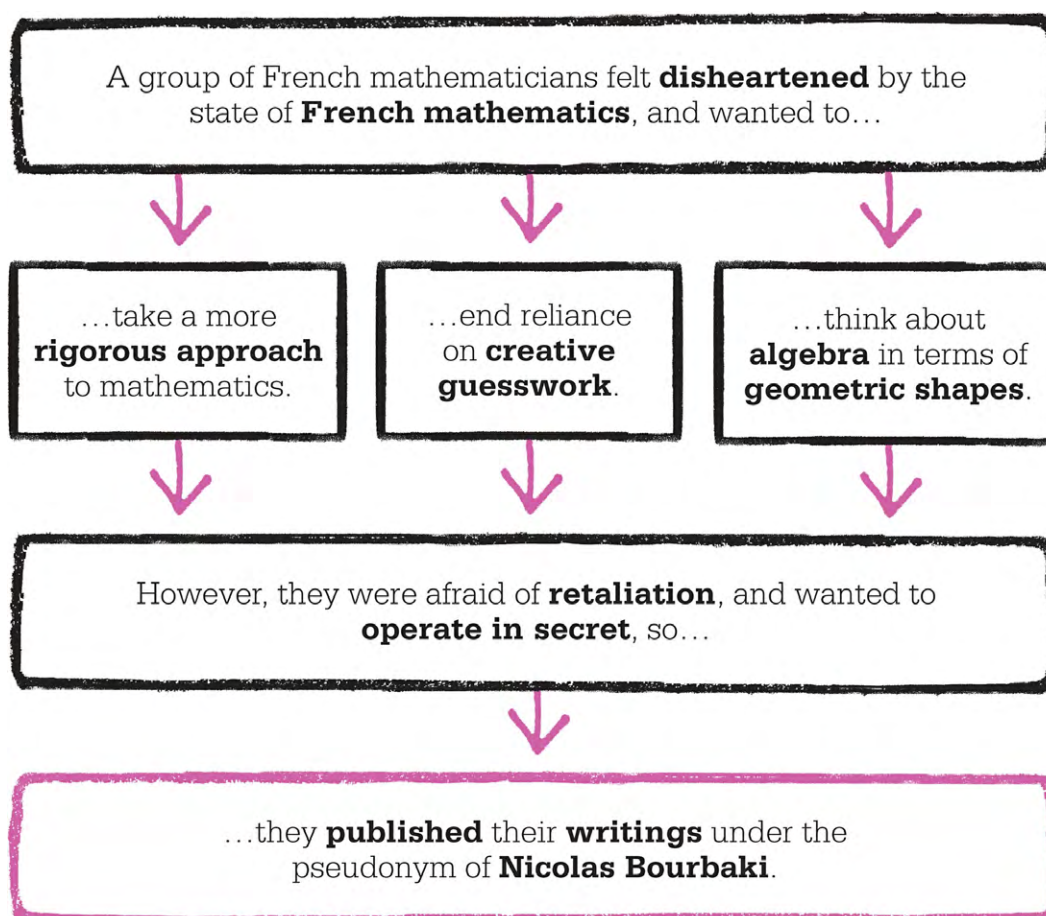 A group of French mathematicians felt disheartened by the
state of French mathematics, and wanted to…
…take a more
rigorous approach
to mathematics.
…end reliance
on creative
guesswork.
…think about
algebra in terms of
geometric shapes.
However, they were afraid of retaliation, and wanted to
operate in secret, so…
…they published their writings under the
pseudonym of Nicolas Bourbaki.